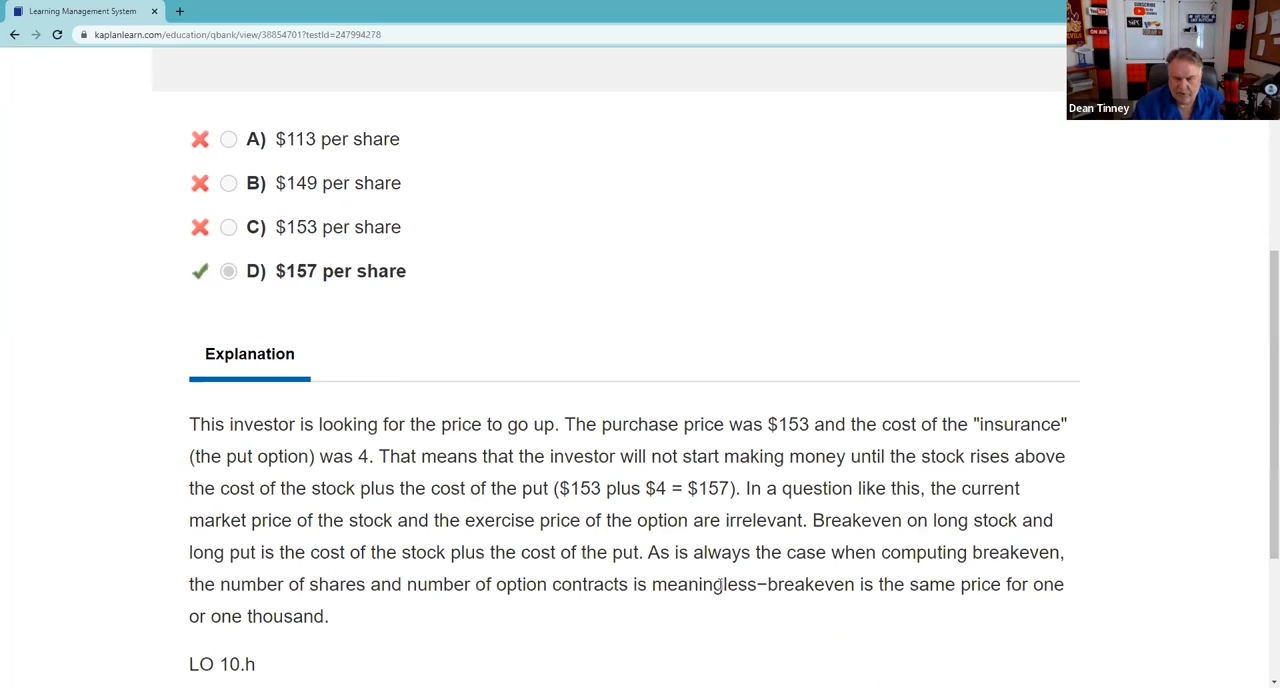 Learning Management System
kaplanlearn.com/education/qbank/view/38854701?testId=247994278
SUBSCRIBE
ON AIR
Dean Tinney
A) $113 per share
B) $149 per share
C) $153 per share
D) $157 per share
Explanation
This investor is looking for the price to go up. The purchase price was $153 and the cost of the "insurance"
(the put option) was 4. That means that the investor will not start making money until the stock rises above
the cost of the stock plus the cost of the put ($153 plus $4 = $157). In a question like this, the current
market price of the stock and the exercise price of the option are irrelevant. Breakeven on long stock and
long put is the cost of the stock plus the cost of the put. As is always the case when computing breakeven,
the number of shares and number of option contracts is meaningless−breakeven is the same price for one
or one thousand.
LO 10.h